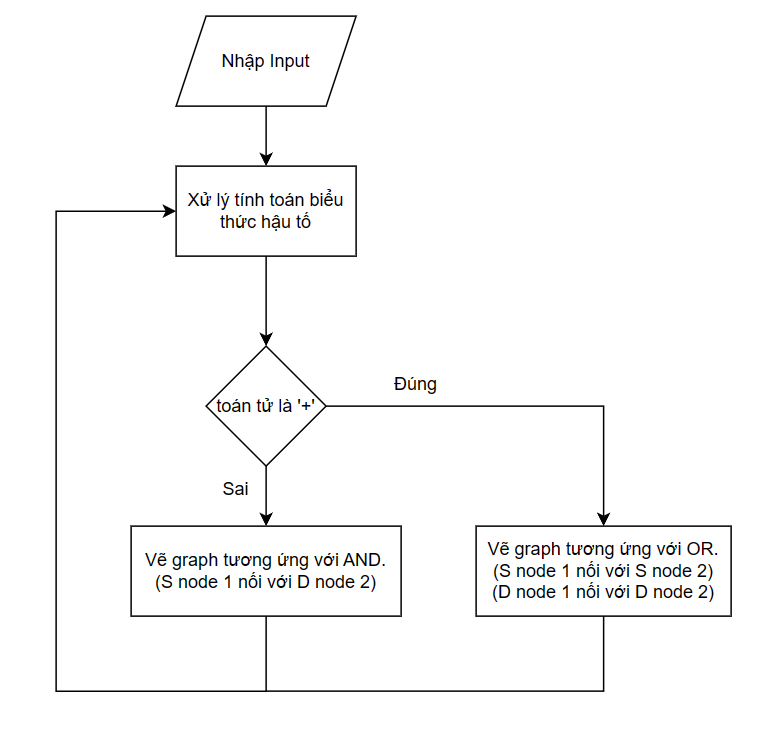 Nhập Input
Xử lý tính toán biểu
thức hậu tố
toán tử là '+'
Đúng
Sai
Vẽ graph tương ứng với AND.
(S node 1 nối với D node 2)
Vẽ graph tương ứng với OR.
(S node 1 nối với S node 2)
(D node 1 nối với D node 2)